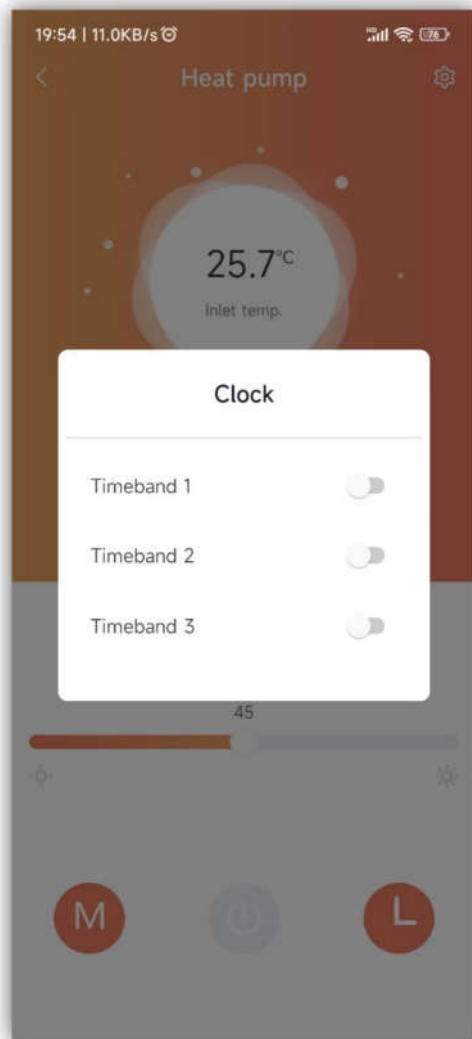 19:54 | 11.0KB/s
76
Heat pump
25.7°C
Inlet temp.
Clock
Timeband 1
Timeband 2
Timeband 3
45
M